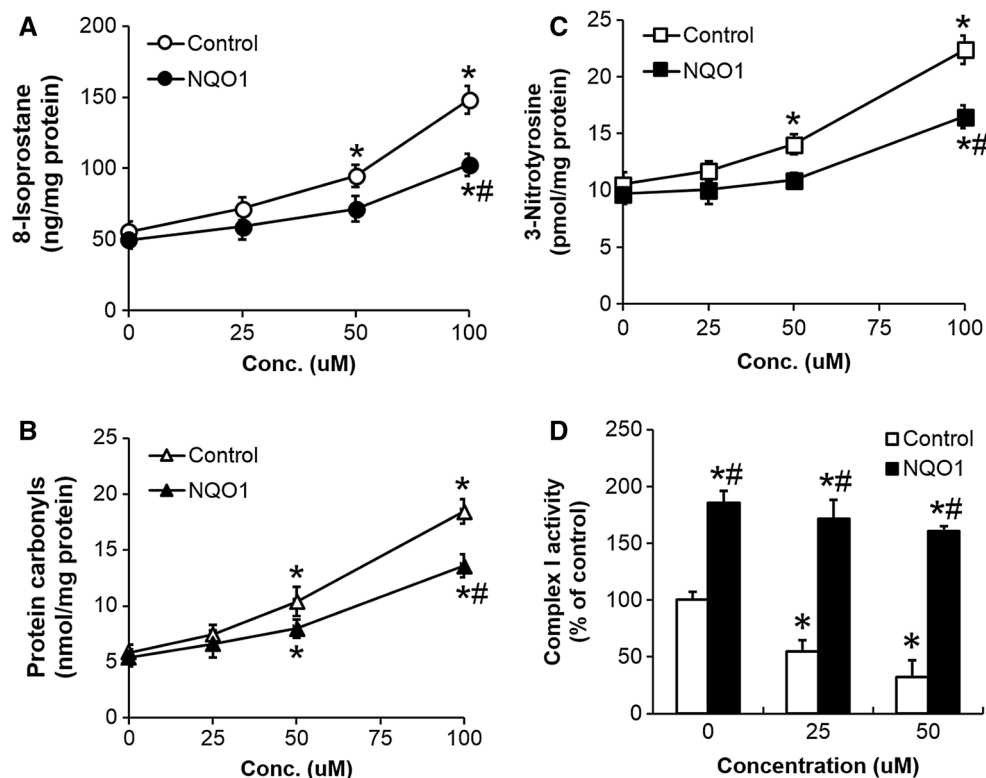 A
200
150
100
50
0
Control
NQO1
*
*
*#
8-Isoprostane
(ng/mg protein)
0 25 50 100
Conc. (uM)
C
25
20
15
10
5
0
Control
NQO1
*
*
*#
3-Nitrotyrosine
(pmol/mg protein)
0 25 50 75 100
Conc. (uM)
B
25
20
15
10
5
0
Control
NQO1
*
*
*
*#
Protein carbonyls
(nmol/mg protein)
0 25 50 100
Conc. (uM)
D
250
200
150
100
50
0
Control
NQO1
*#
*#
*#
*
*
Complex I activity
(% of control)
0 25 50
Concentration (uM)